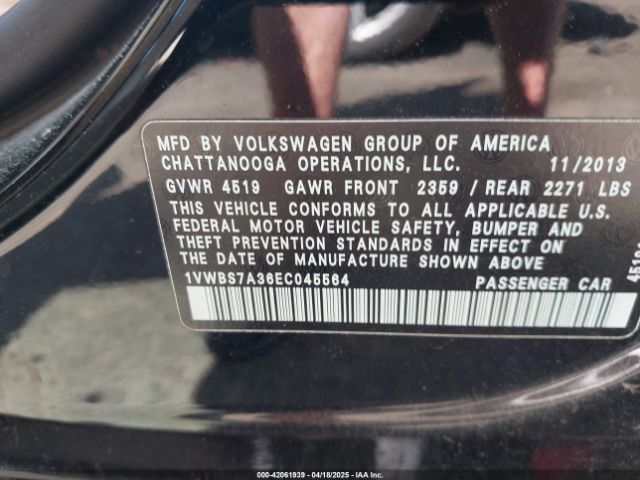 MFD BY VOLKSWAGEN GROUP OF AMERICA
CHATTANOOGA OPERATIONS, LLC. 11/2013
GVWR 4519 GAWR FRONT 2359 / REAR 2271 LBS
THIS VEHICLE CONFORMS TO ALL APPLICABLE U.S.
FEDERAL MOTOR VEHICLE SAFETY, BUMPER AND
THEFT PREVENTION STANDARDS IN EFFECT ON
THE DATE OF MANUFACTURE SHOWN ABOVE
1VWBS7A36EC045564 PASSENGER CAR
000-42061939 - 04/18/2025 - IAA Inc.